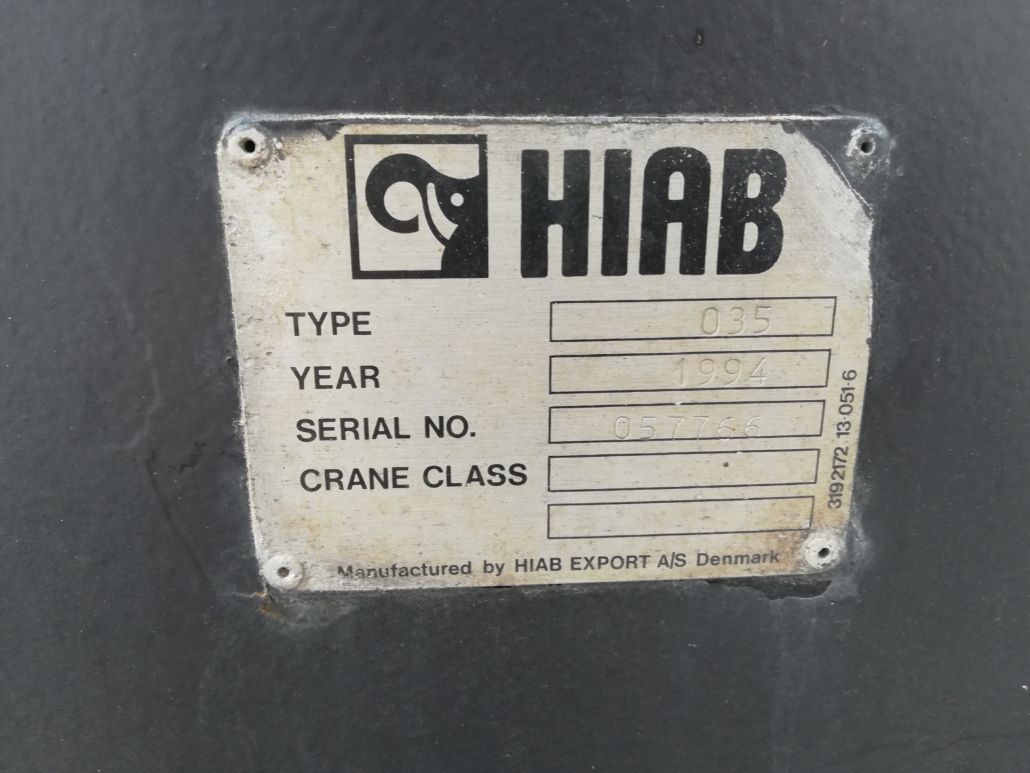 HIAB
TYPE 035
YEAR 1994
SERIAL NO. 057766
CRANE CLASS
3192172 13-051-6
Manufactured by HIAB EXPORT A/S Denmark